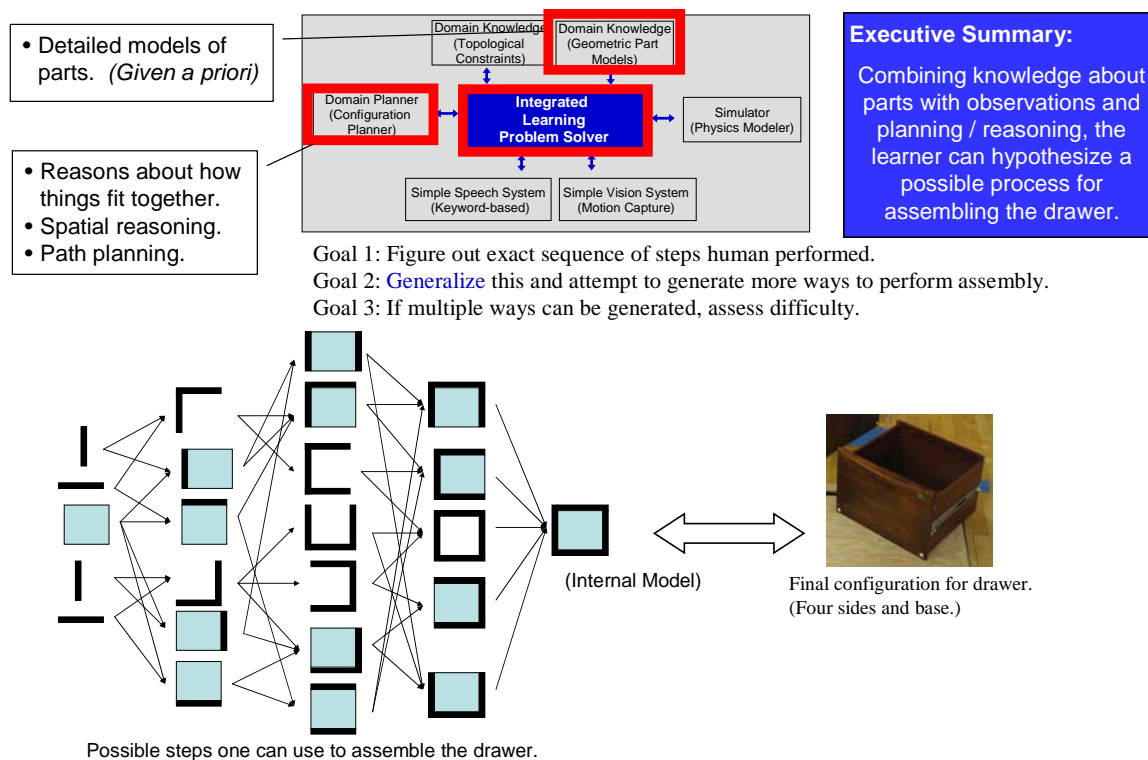 • Detailed models of
parts. (Given a priori)
• Reasons about how
things fit together.
• Spatial reasoning.
• Path planning.
Domain Knowledge
(Topological
Constraints)
Domain Knowledge
(Geometric Part
Models)
Domain Planner
(Configuration
Planner)
Integrated
Learning
Problem Solver
Simulator
(Physics Modeler)
Simple Speech System
(Keyword-based)
Simple Vision System
(Motion Capture)
Executive Summary:
Combining knowledge about
parts with observations and
planning / reasoning, the
learner can hypothesize a
possible process for
assembling the drawer.
Goal 1: Figure out exact sequence of steps human performed.
Goal 2: Generalize this and attempt to generate more ways to perform assembly.
Goal 3: If multiple ways can be generated, assess difficulty.
(Internal Model)
Final configuration for drawer.
(Four sides and base.)
Possible steps one can use to assemble the drawer.